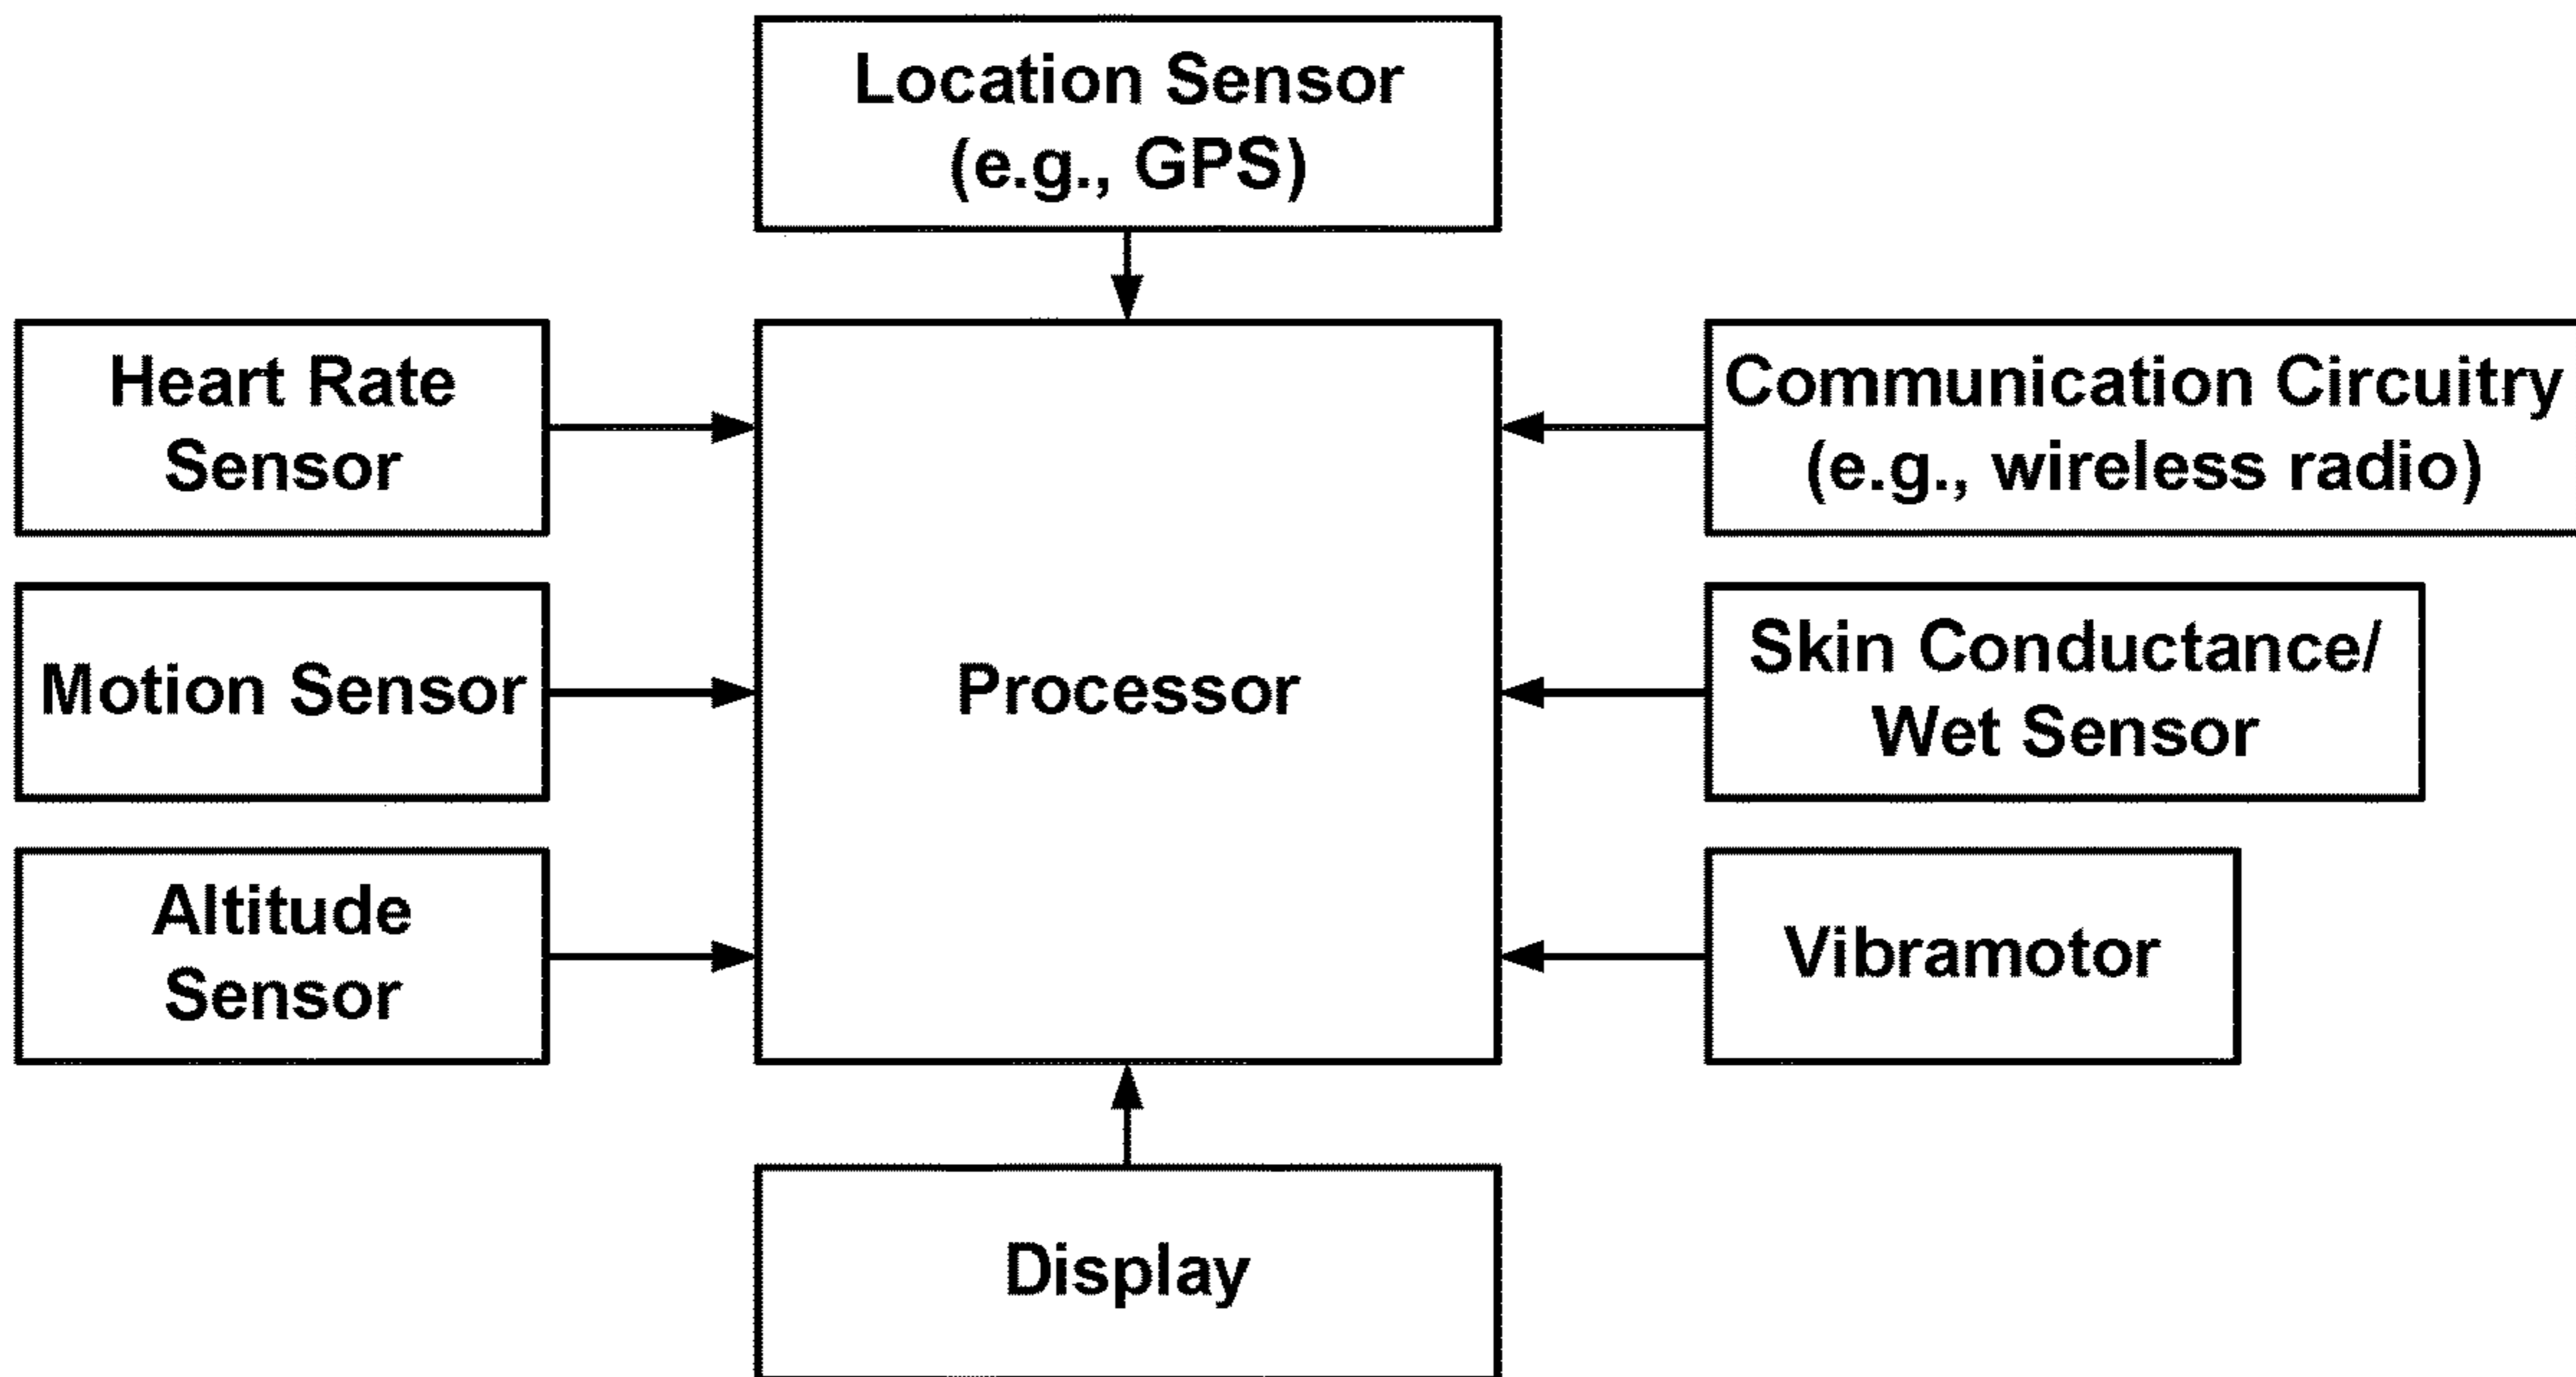 Location Sensor
(e.g., GPS)
Heart Rate
Sensor
Communication Circuitry
(e.g., wireless radio)
Motion Sensor
Processor
Skin Conductance/
Wet Sensor
Altitude
Sensor
Vibramotor
Display